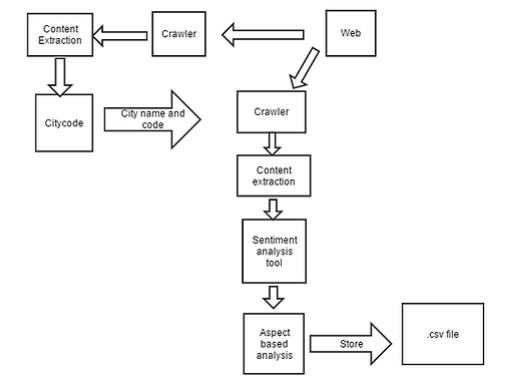 Content
Extraction
Crawler
Web
Citycode
City name and
code
Crawler
Content
extraction
Sentiment
analysis
tool
Aspect
based
analysis
Store
.csv file